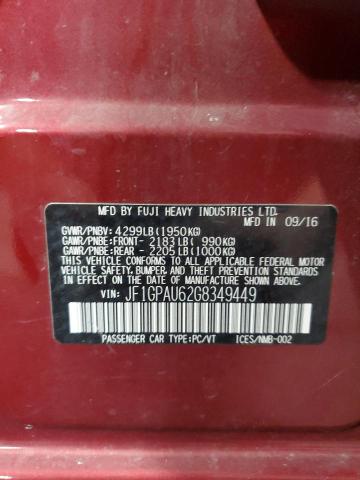 MFD BY FUJI HEAVY INDUSTRIES LTD.
MFD IN 09/16
GVWR/PNBV: 4299LB(1950KG)
GAWR/PNBE:FRONT- 2183LB( 990KG)
GAWR/PNBE:REAR - 2205LB(1000KG)
THIS VEHICLE CONFORMS TO ALL APPLICABLE FEDERAL MOTOR
VEHICLE SAFETY, BUMPER, AND THEFT PREVENTION STANDARDS
IN EFFECT ON THE DATE OF MANUFACTURE SHOWN ABOVE.
JF1GPAU62G8349449
PASSENGER CAR TYPE:PC/VT ICES/NMB-002